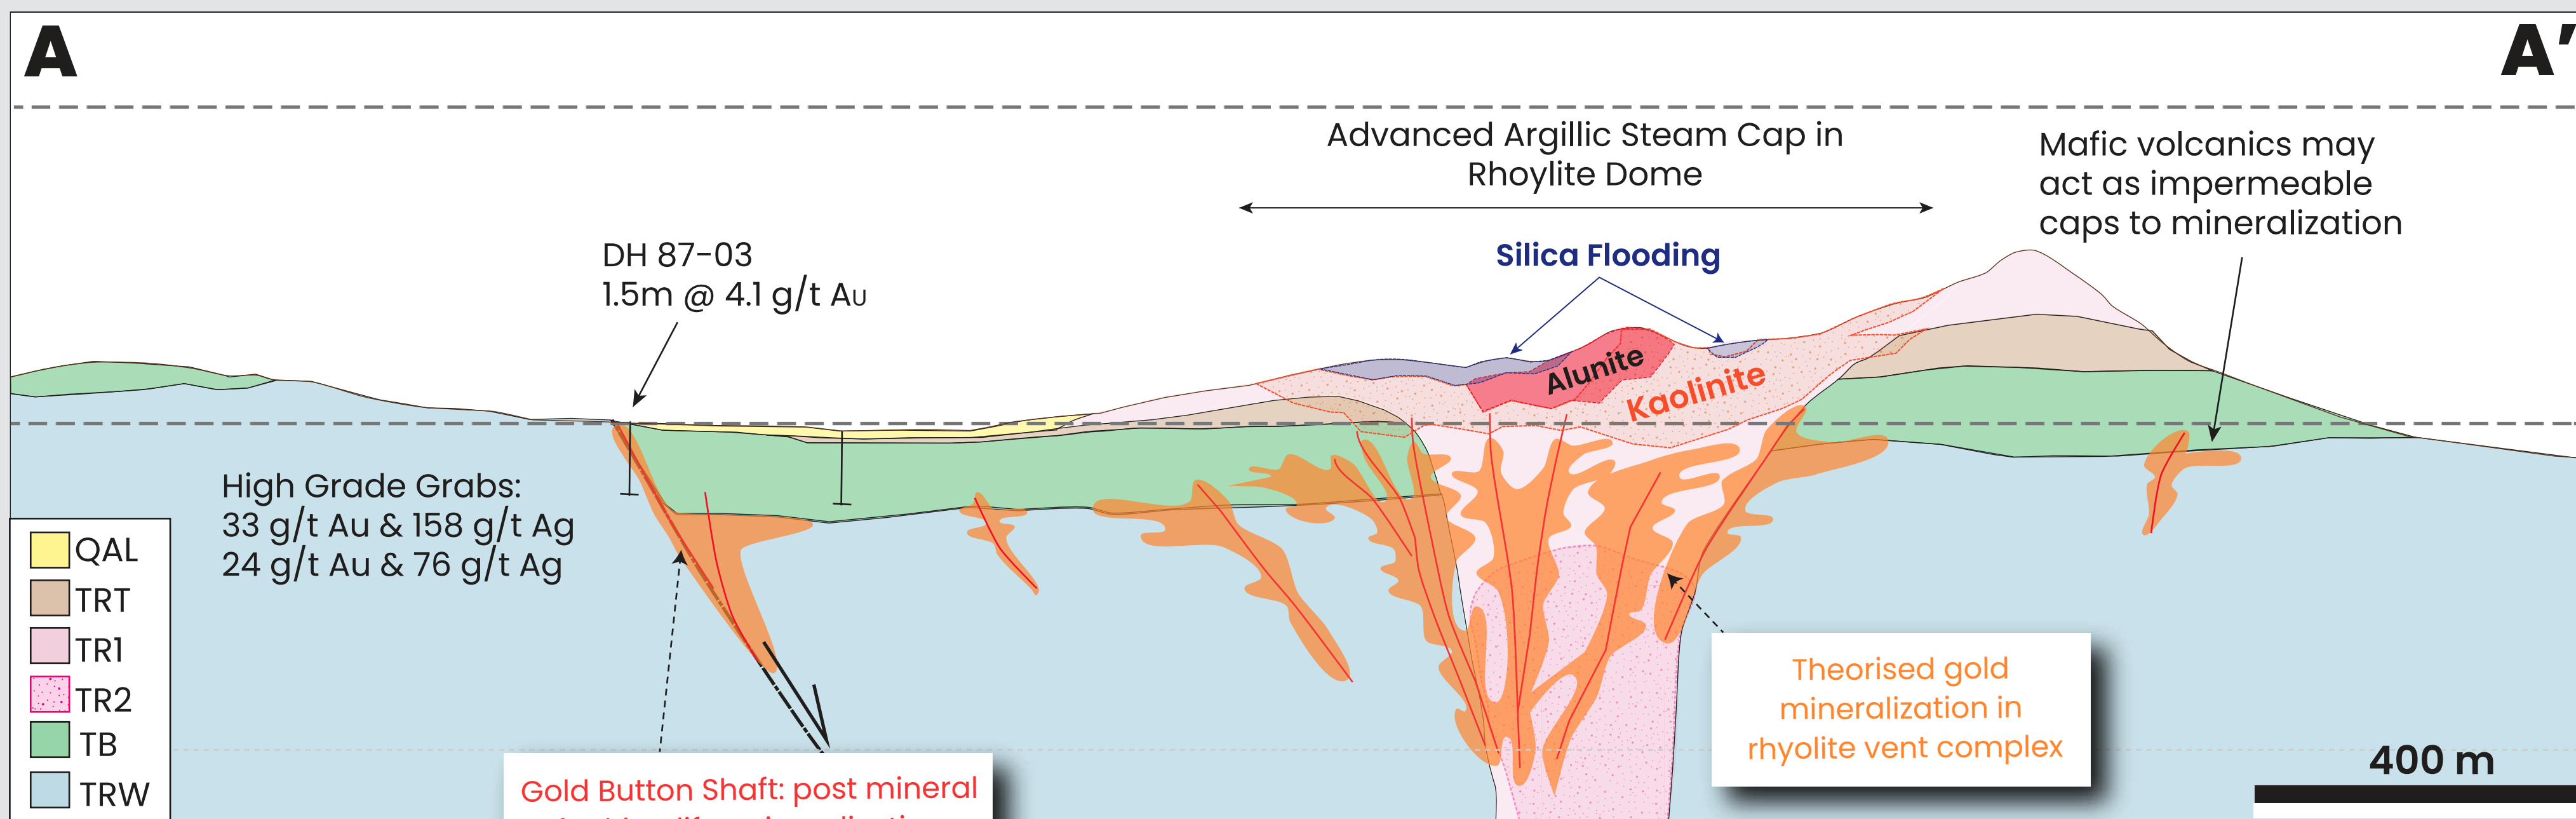 A
A'
Advanced Argillic Steam Cap in
Rhoylite Dome
Mafic volcanics may
act as impermeable
caps to mineralization
DH 87-03
1.5m @ 4.1 g/t AU
Silica Flooding
Alunite
Kaolinite
High Grade Grabs:
33 g/t Au & 158 g/t Ag
24 g/t Au & 76 g/t Ag
QAL
TRT
TR1
TR2
TB
TRW
Theorised gold
mineralization in
rhyolite vent complex
Gold Button Shaft: post mineral
400 m